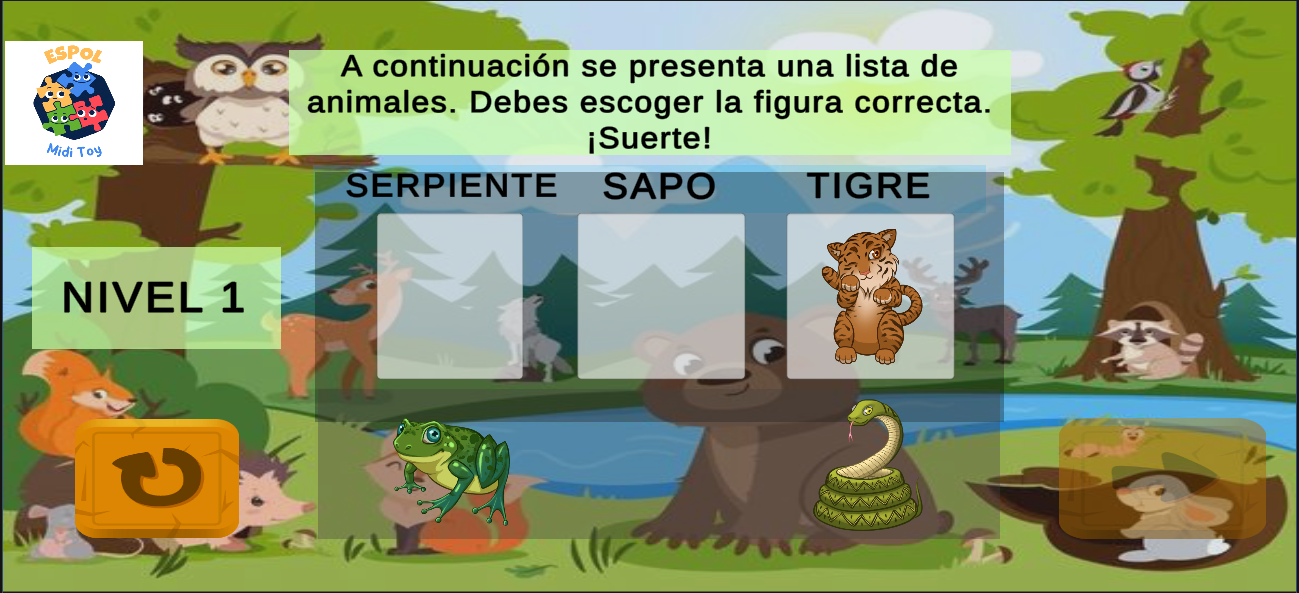 ESPOL
Midi Toy
A continuación se presenta una lista de
animales. Debes escoger la figura correcta.
¡Suerte!
SERPIENTE SAPO TIGRE
NIVEL 1